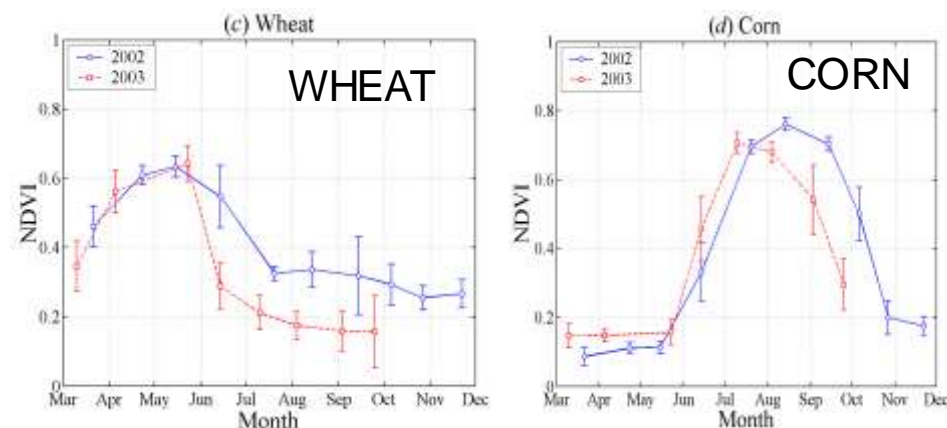 (c) Wheat
1
2002
2003
WHEAT
0.8
0.6
NDVI
0.4
0.2
0
Mar Apr May Jun Jul Aug Sep Oct Nov Dec
Month
(d) Corn
1
2002
2003
CORN
0.8
0.6
NDVI
0.4
0.2
0
Mar Apr May Jun Jul Aug Sep Oct Nov Dec
Month